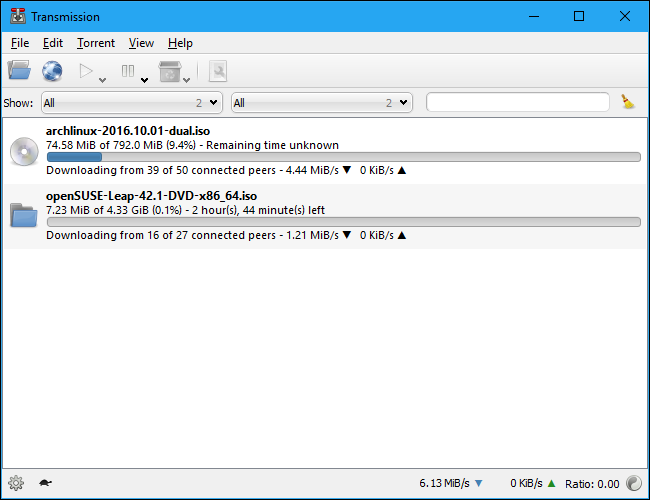 Transmission
File Edit Torrent View Help
Show: All 2 All 2
archlinux-2016.10.01-dual.iso
74.58 MiB of 792.0 MiB (9.4%) - Remaining time unknown
Downloading from 39 of 50 connected peers - 4.44 MiB/s ▼ 0 KiB/s ▲
openSUSE-Leap-42.1-DVD-x86_64.iso
7.23 MiB of 4.33 GiB (0.1%) - 2 hour(s), 44 minute(s) left
Downloading from 16 of 27 connected peers - 1.21 MiB/s ▼ 0 KiB/s ▲
6.13 MiB/s ▼ 0 KiB/s ▲ Ratio: 0.00